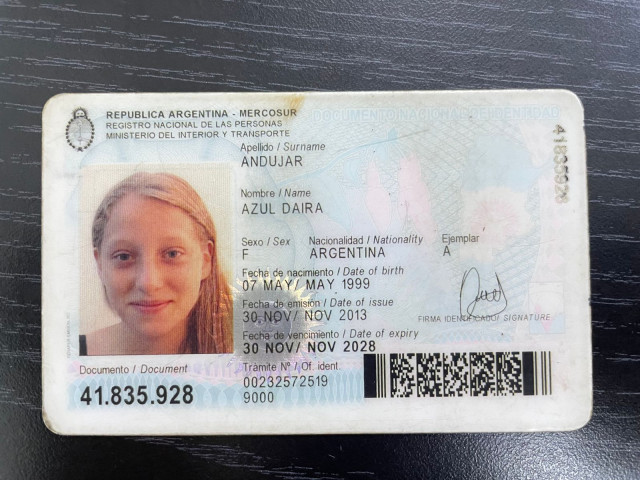 REPUBLICA ARGENTINA - MERCOSUR
REGISTRO NACIONAL DE LAS PERSONAS
MINISTERIO DEL INTERIOR Y TRANSPORTE
DOCUMENTO NACIONAL DE IDENTIDAD
41835928
Apellido / Surname
ANDUJAR
Nombre / Name
AZUL DAIRA
Sexo / Sex Nacionalidad / Nationality Ejemplar
F ARGENTINA A
Fecha de nacimiento / Date of birth
07 MAY/ MAY 1999
Fecha de emisión / Date of issue
30 NOV/ NOV 2013
FIRMA IDENTIFICADO/ SIGNATURE
Fecha de vencimiento / Date of expiry
30 NOV/ NOV 2028
Documento / Document
41.835.928
Trámite Nº / Of. ident.
00232572519
9000